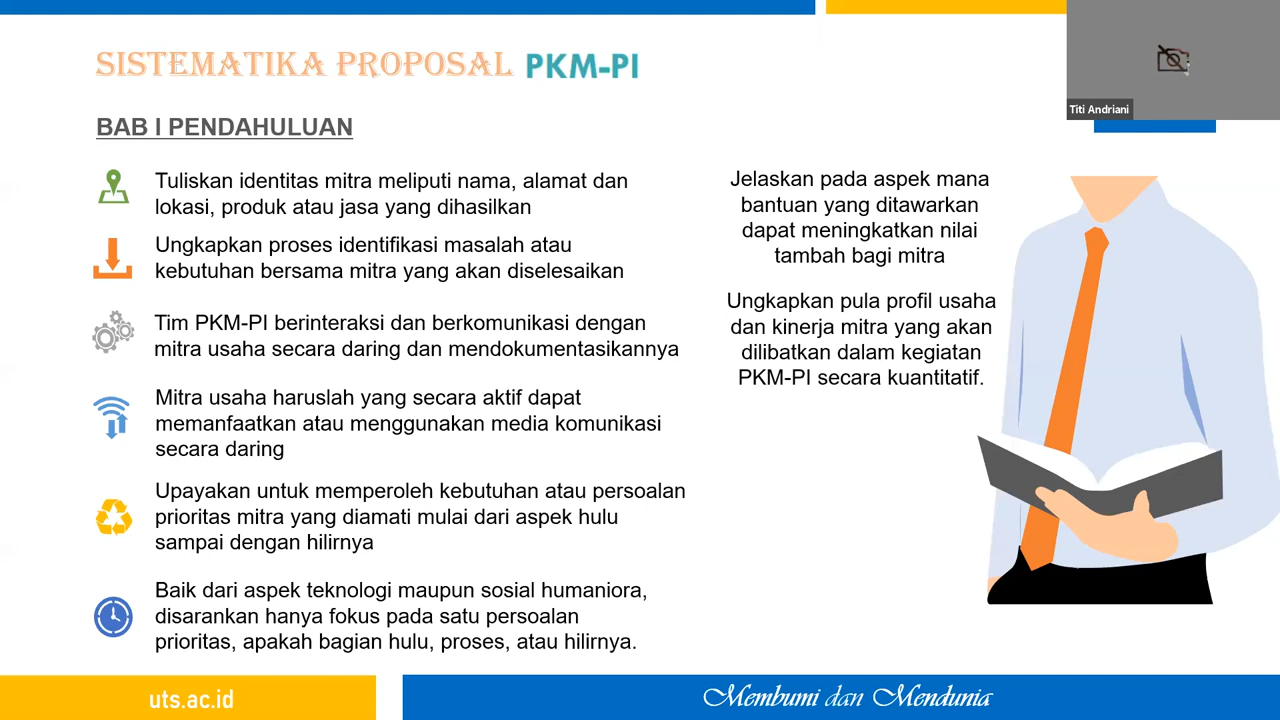 SISTEMATIKA PROPOSAL PKM-PI
Titi Andriani
BAB I PENDAHULUAN
Tuliskan identitas mitra meliputi nama, alamat dan
lokasi, produk atau jasa yang dihasilkan
Ungkapkan proses identifikasi masalah atau
kebutuhan bersama mitra yang akan diselesaikan
Tim PKM-PI berinteraksi dan berkomunikasi dengan
mitra usaha secara daring dan mendokumentasikannya
Mitra usaha haruslah yang secara aktif dapat
memanfaatkan atau menggunakan media komunikasi
secara daring
Upayakan untuk memperoleh kebutuhan atau persoalan
prioritas mitra yang diamati mulai dari aspek hulu
sampai dengan hilirnya
Baik dari aspek teknologi maupun sosial humaniora,
disarankan hanya fokus pada satu persoalan
prioritas, apakah bagian hulu, proses, atau hilirnya.
Jelaskan pada aspek mana
bantuan yang ditawarkan
dapat meningkatkan nilai
tambah bagi mitra
Ungkapkan pula profil usaha
dan kinerja mitra yang akan
dilibatkan dalam kegiatan
PKM-PI secara kuantitatif.
uts.ac.id
Membumi dan Mendunia